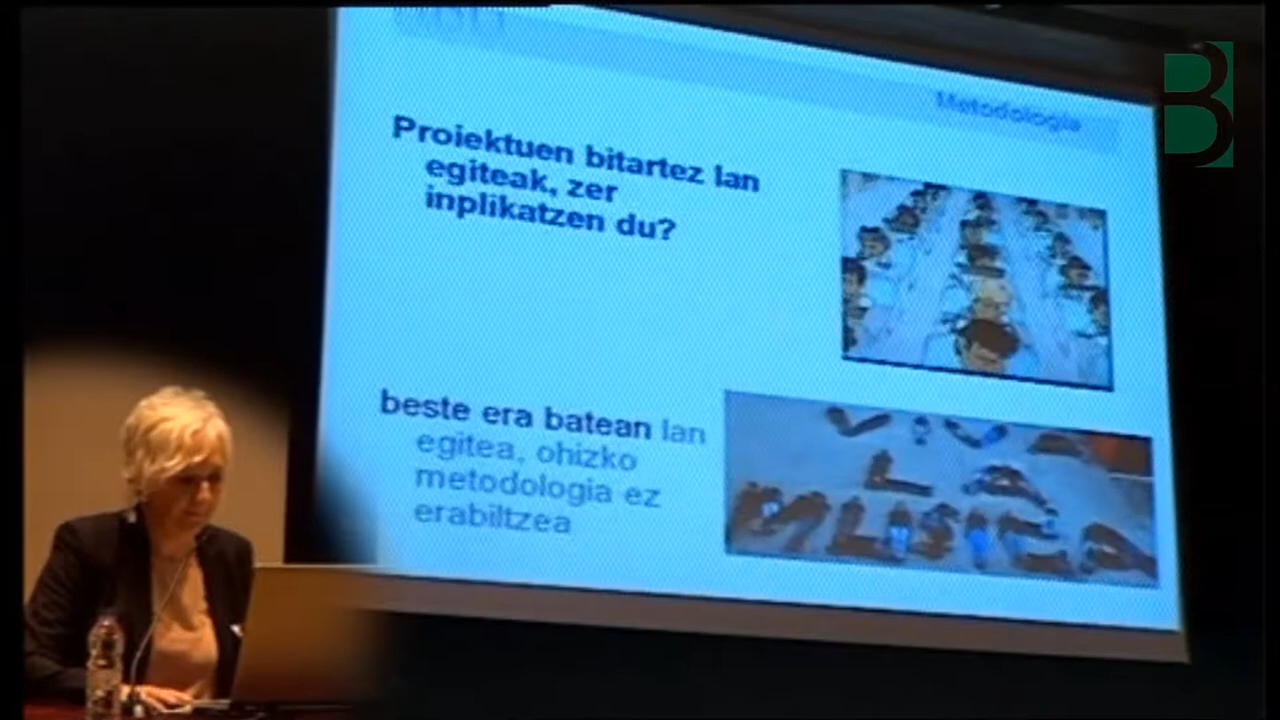 Metodologia
Proiektuen bitartez lan
egiteak, zer
inplikatzen du?
beste era batean lan
egitea, ohizko
metodologia ez
erabiltzea
B